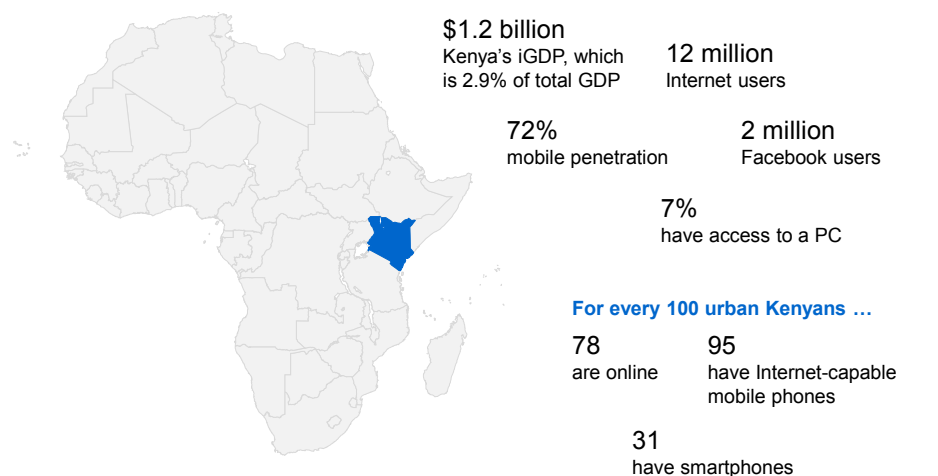 $1.2 billion
Kenya’s iGDP, which
is 2.9% of total GDP
12 million
Internet users
72%
mobile penetration
2 million
Facebook users
7%
have access to a PC
For every 100 urban Kenyans …
78
are online
95
have Internet-capable
mobile phones
31
have smartphones